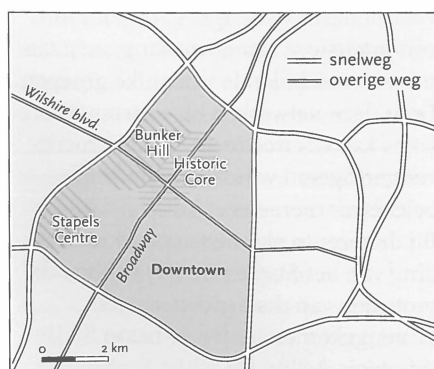 snelweg
overige weg
Wilshire blvd.
Bunker
Hill
Historic
Core
Stapels
Centre
Broadway
Downtown
0 2 km